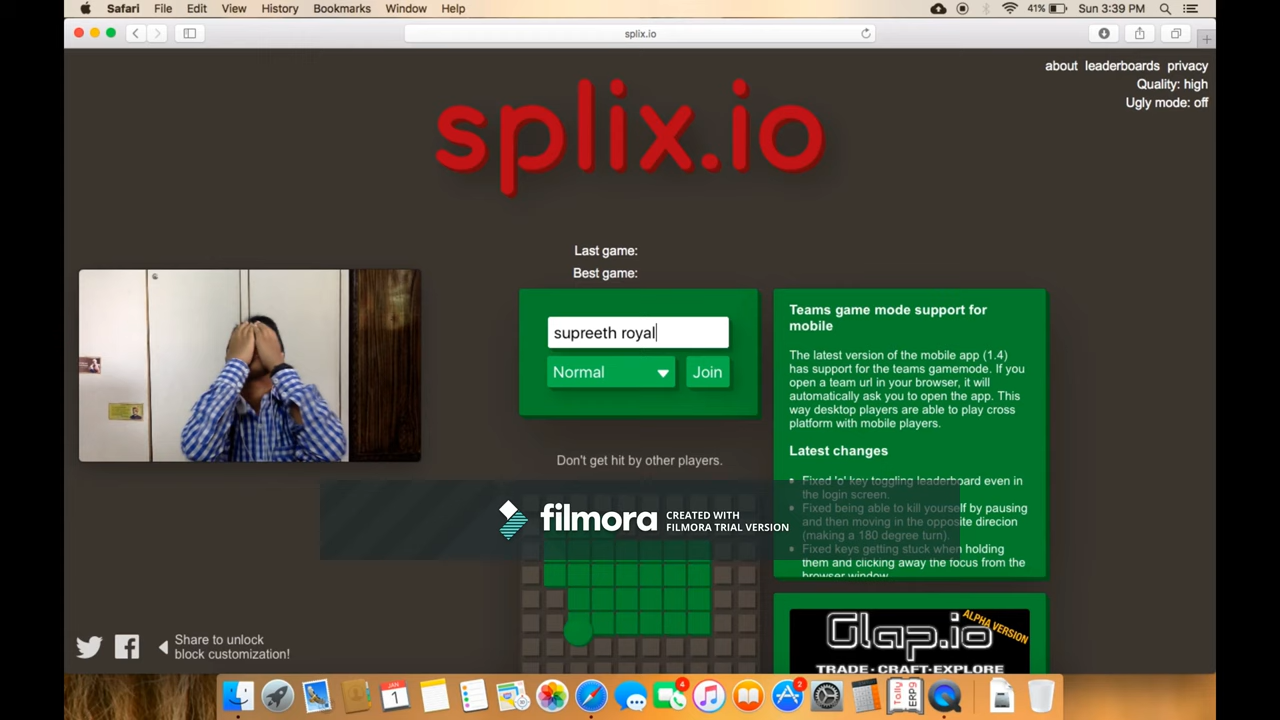 Safari File Edit View History Bookmarks Window Help 41% Sun 3:39 PM
splix.io
about leaderboards privacy
Quality: high
Ugly mode: off
splix.io
Last game:
Best game:
supreeth royal
Normal Join
Don't get hit by other players.
Teams game mode support for
mobile
The latest version of the mobile app (1.4)
has support for the teams gamemode. If you
open a team url in your browser, it will
automatically ask you to open the app. This
way desktop players are able to play cross
platform with mobile players.
Latest changes
Fixed 'o' key toggling leaderboard even in
the login screen.
Fixed being able to kill yourself by pausing
and then moving in the opposite direcion
(making a 180 degree turn).
Fixed keys getting stuck when holding
them and clicking away the focus from the
browser window
filmora CREATED WITH
FILMORA TRIAL VERSION
Glap.io
ALPHA VERSION
TRADE · CRAFT · EXPLORE
Share to unlock
block customization!
JAN
1
4
2
Tally
ERP9